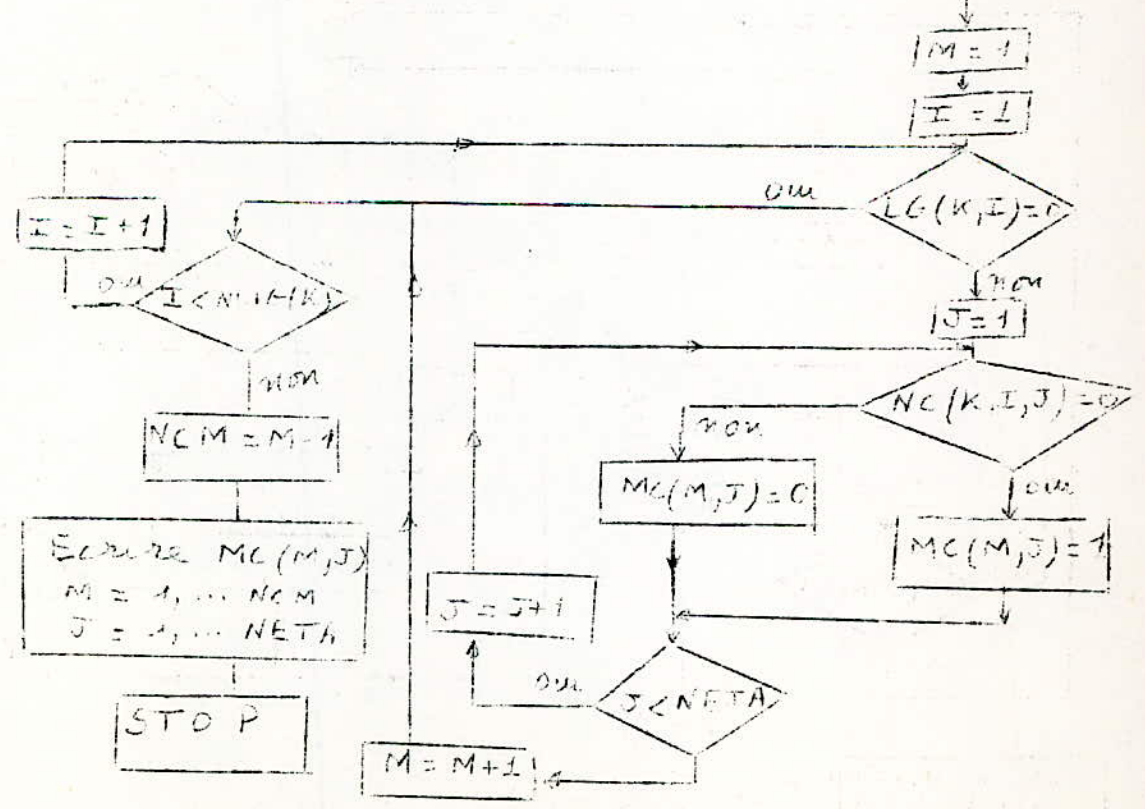 M = 1
I = 1
LG(K,I)=0
oui
non
I = I + 1
I <
oui
non
J=1
NC(K,I,J)=0
non
oui
MC(M,J)=0
MC(M,J)=1
NCM = M-1
Ecrire MC(M,J)
M = 1, ... NCM
J = 1, ... NETA
J = J+1
J<NETA
oui
M = M+1
STOP